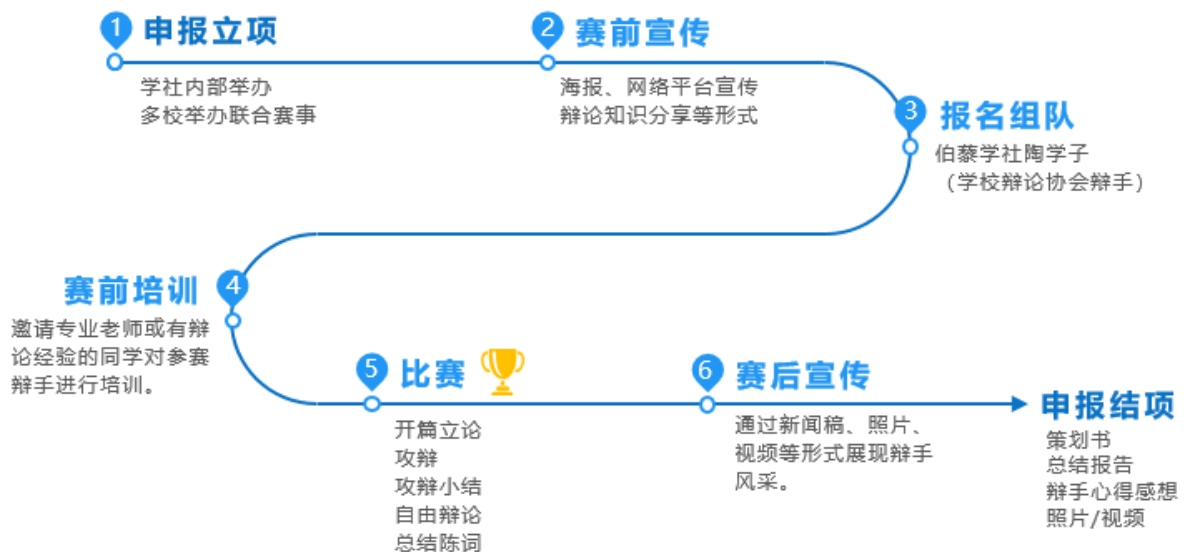 1 申报立项
学社内部举办
多校举办联合赛事
2 赛前宣传
海报、网络平台宣传
辩论知识分享等形式
3 报名组队
伯藜学社陶学子
（学校辩论协会辩手）
4 赛前培训
邀请专业老师或有辩
论经验的同学对参赛
辩手进行培训。
5 比赛
开篇立论
攻辩
攻辩小结
自由辩论
总结陈词
6 赛后宣传
通过新闻稿、照片、
视频等形式展现辩手
风采。
申报结项
策划书
总结报告
辩手心得感想
照片/视频